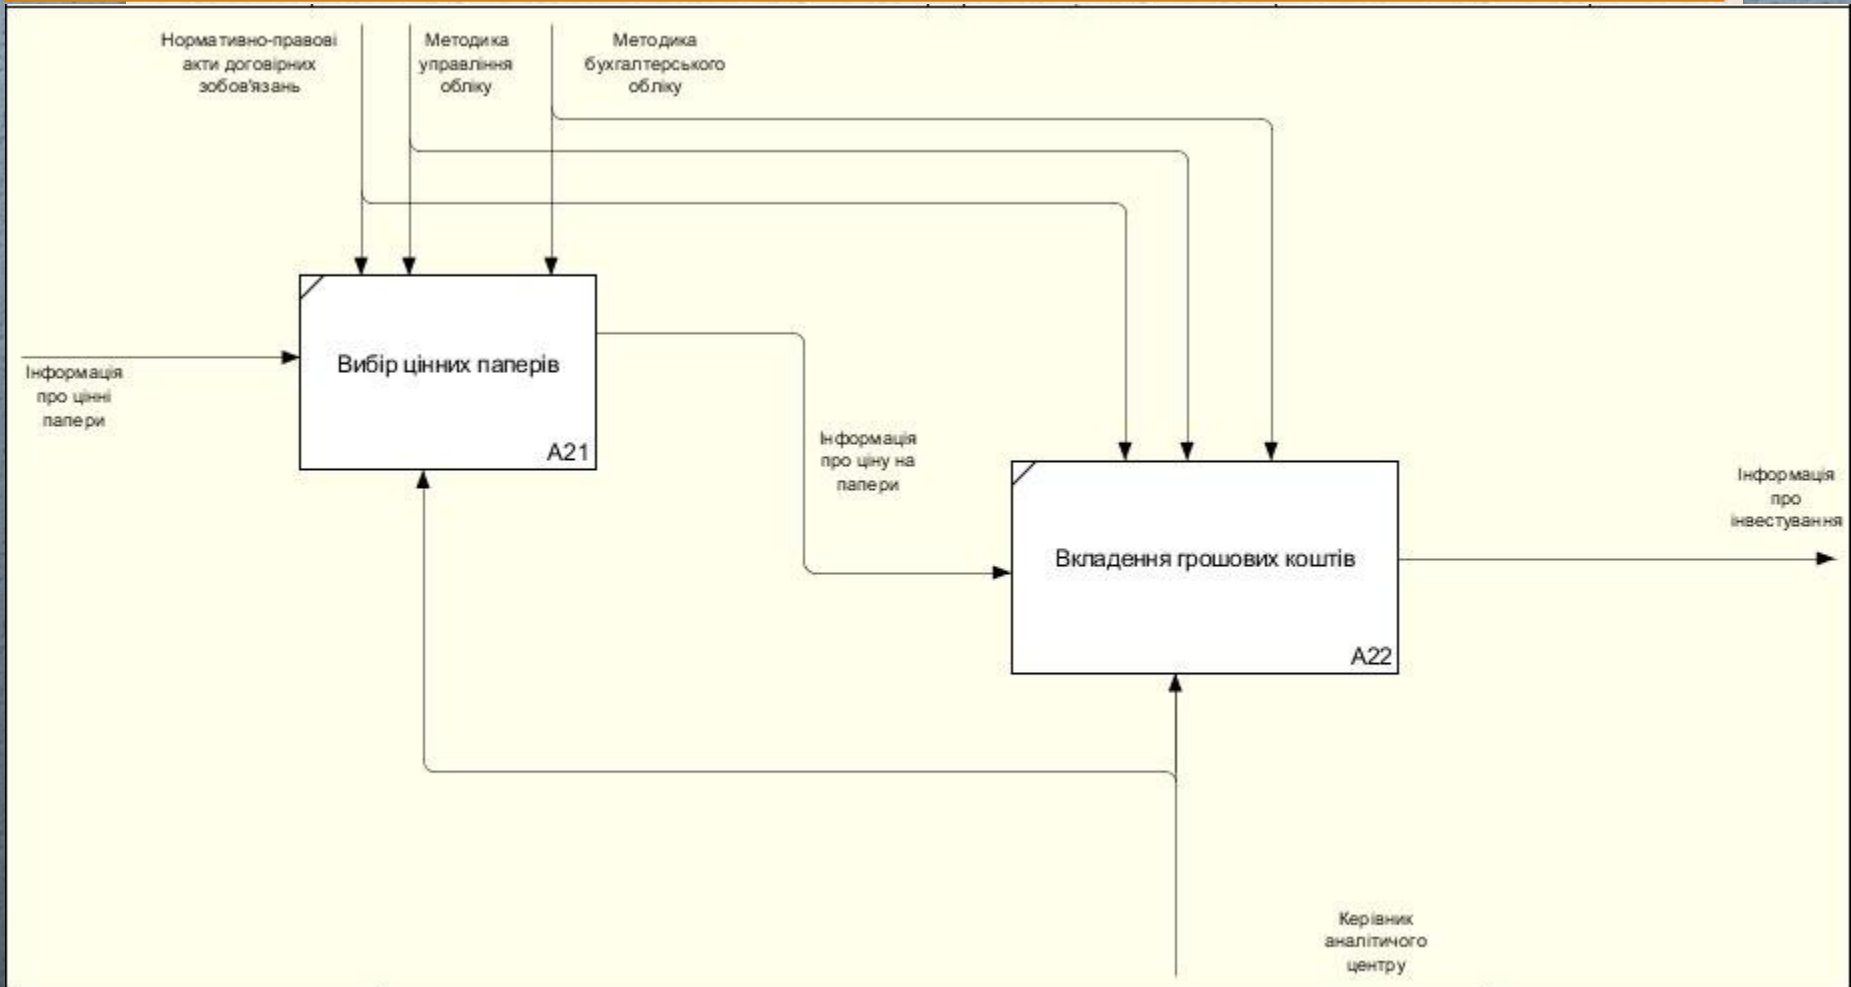 Нормативно-правові
акти договірних
зобов'язань
Методика
управління
обліку
Методика
бухгалтерського
обліку
Інформація
про цінні
папери
Вибір цінних паперів
A21
Інформація
про ціну на
папери
Вкладення грошових коштів
A22
Інформація
про
інвестування
Керівник
аналітичого
центру